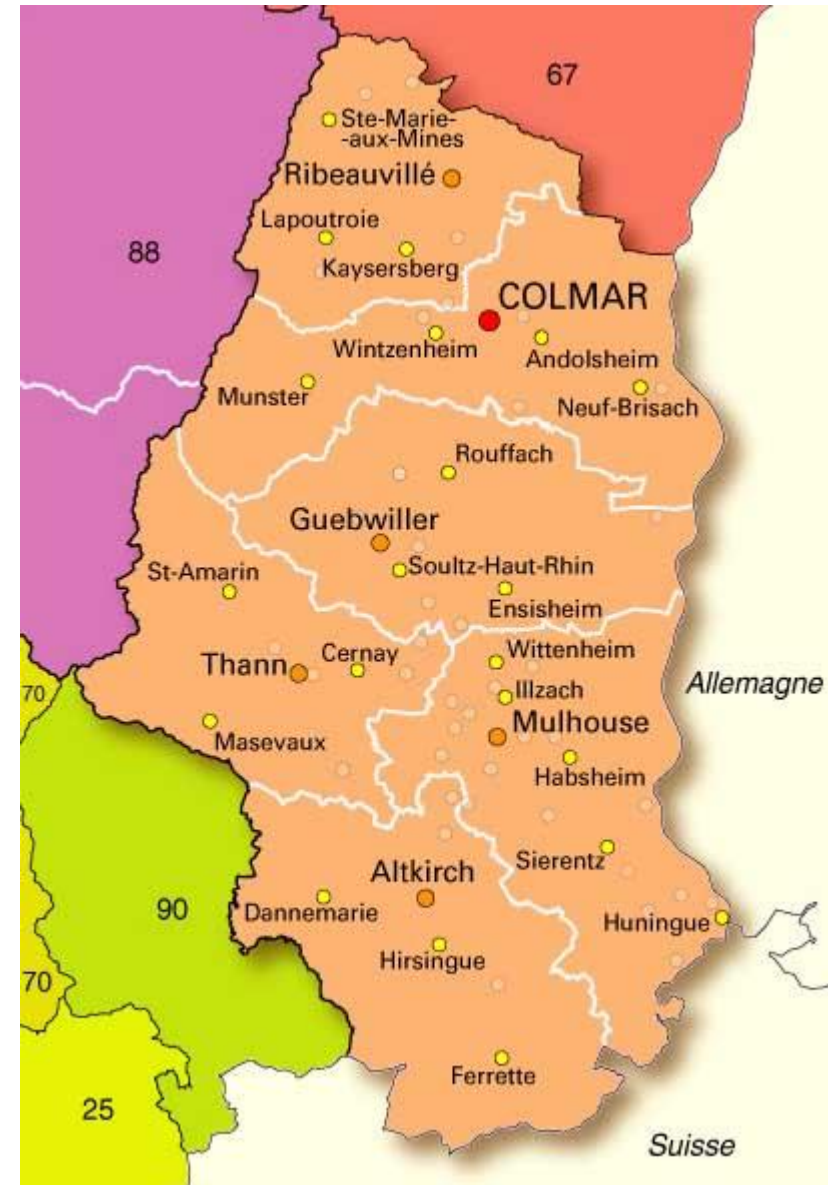 67
Ste-Marie-
-aux-Mines
Ribeauvillé
Lapoutroie
88
Kaysersberg
COLMAR
Wintzenheim
Andolsheim
Munster
Neuf-Brisach
Rouffach
Guebwiller
St-Amarin
Soultz-Haut-Rhin
Ensisheim
Thann
Cernay
Wittenheim
70
Illzach
Allemagne
Mulhouse
Masevaux
Habsheim
Sierentz
Altkirch
90
Dannemarie
Huningue
Hirsingue
70
Ferrette
25
Suisse